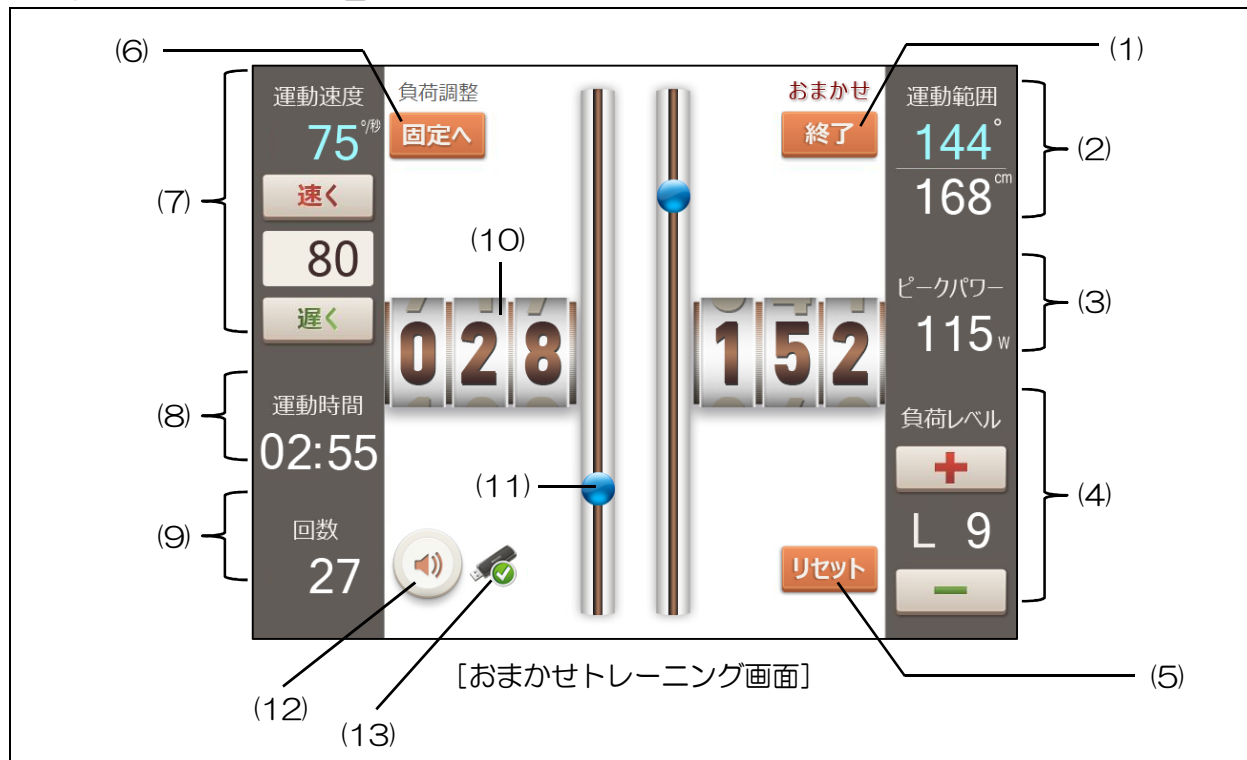 (6)
(1)
運動速度
75°/秒
速く
80
遅く
運動時間
02:55
回数
27
負荷調整
固定へ
おまかせ
終了
運動範囲
144°
168cm
ピークパワー
115W
負荷レベル
+
L 9
−
リセット
028
152
(7)
(8)
(9)
(10)
(11)
(12)
(13)
(2)
(3)
(4)
(5)
[おまかせトレーニング画面]